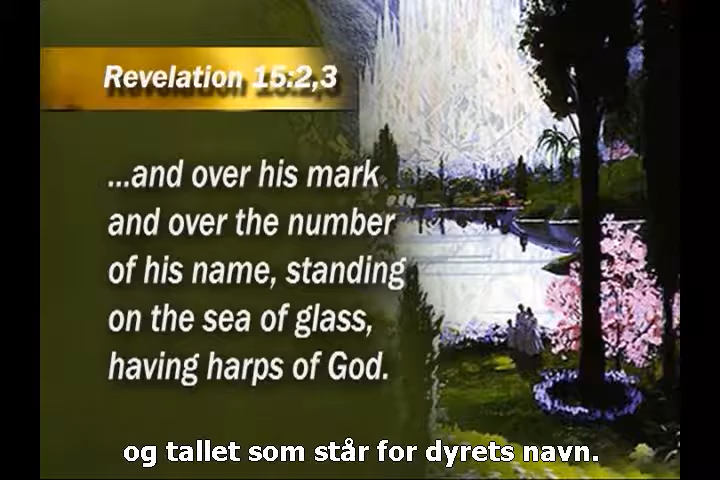 Revelation 15:2,3
...and over his mark
and over the number
of his name, standing
on the sea of glass,
having harps of God.
og tallet som står for dyrets navn.